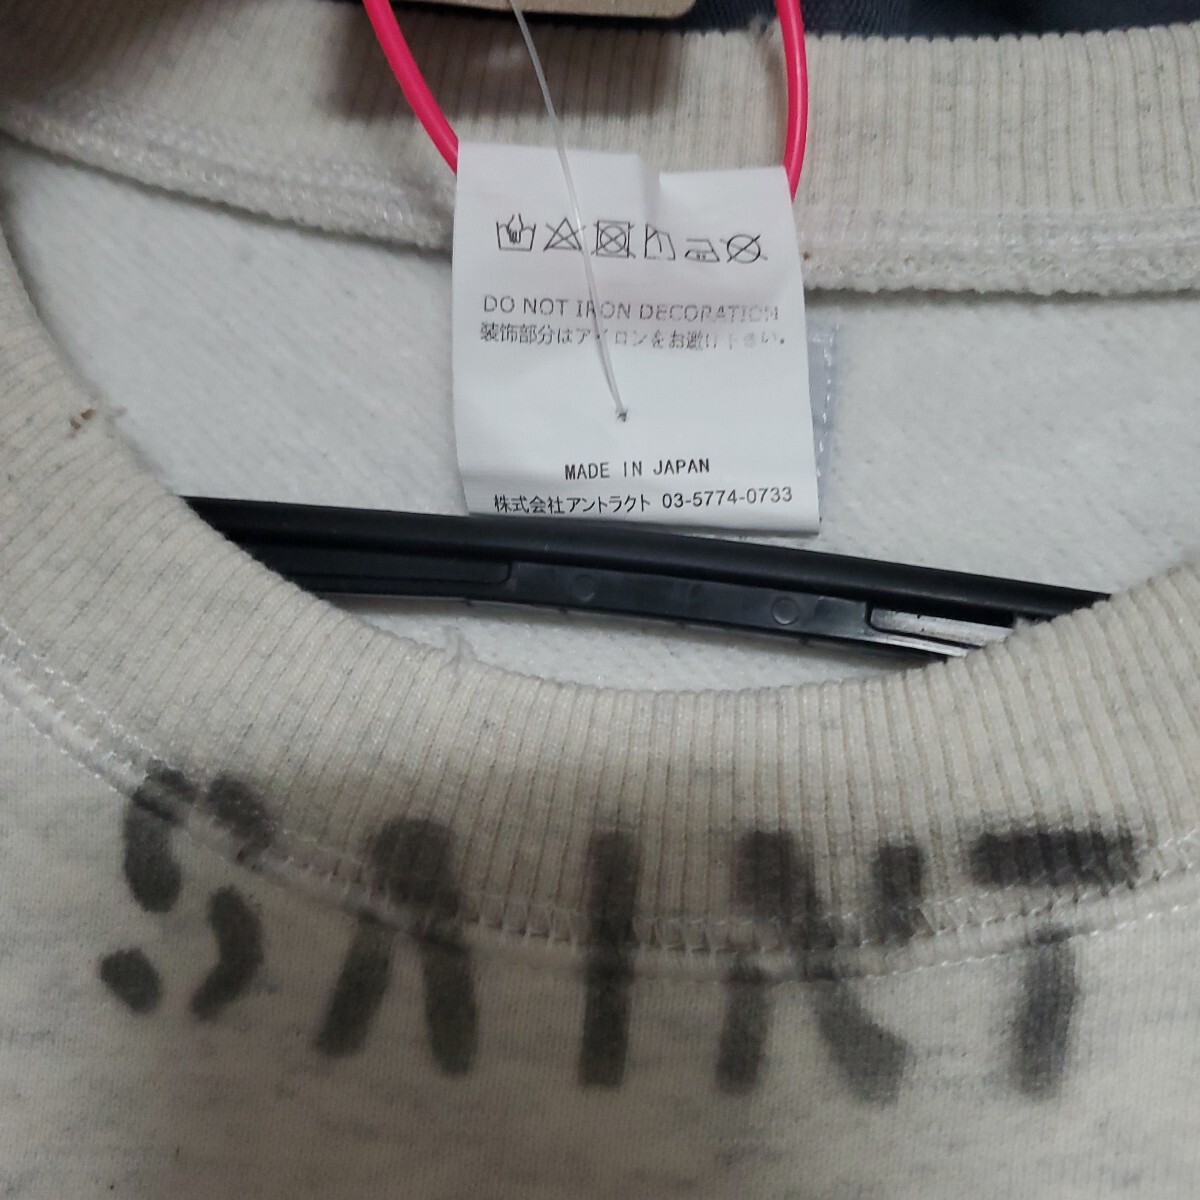 DO NOT IRON DECORATION
装飾部分はアイロンをお避け下さい。
MADE IN JAPAN
株式会社アントラクト 03-5774-0733
SAINT